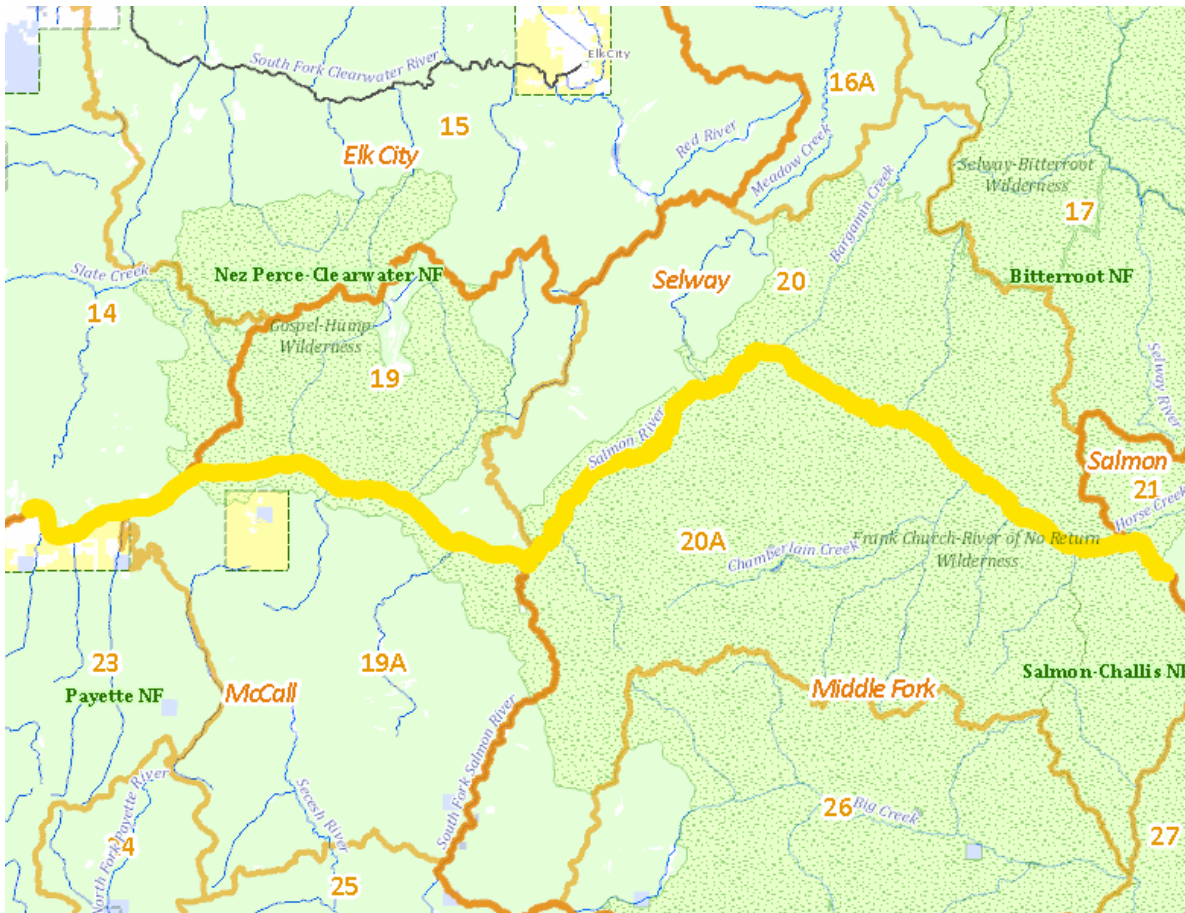 South Fork Clearwater River
Elk City
16A
15
Red River
Elk City
Meadow Creek
Selway-Bitterroot
Wilderness
Bargamin Creek
17
Slate Creek
Nez Perce-Clearwater NF
Selway
20
Bitterroot NF
14
Gospel-Hump
Wilderness
19
Selway River
Salmon River
Salmon
21
Horse Creek
20A
Chamberlain Creek
Frank Church-River of No Return
Wilderness
23
19A
Payette NF
McCall
Middle Fork
Salmon-Challis NF
South Fork Salmon River
North Fork Payette River
Secesh River
26
Big Creek
27
4
25